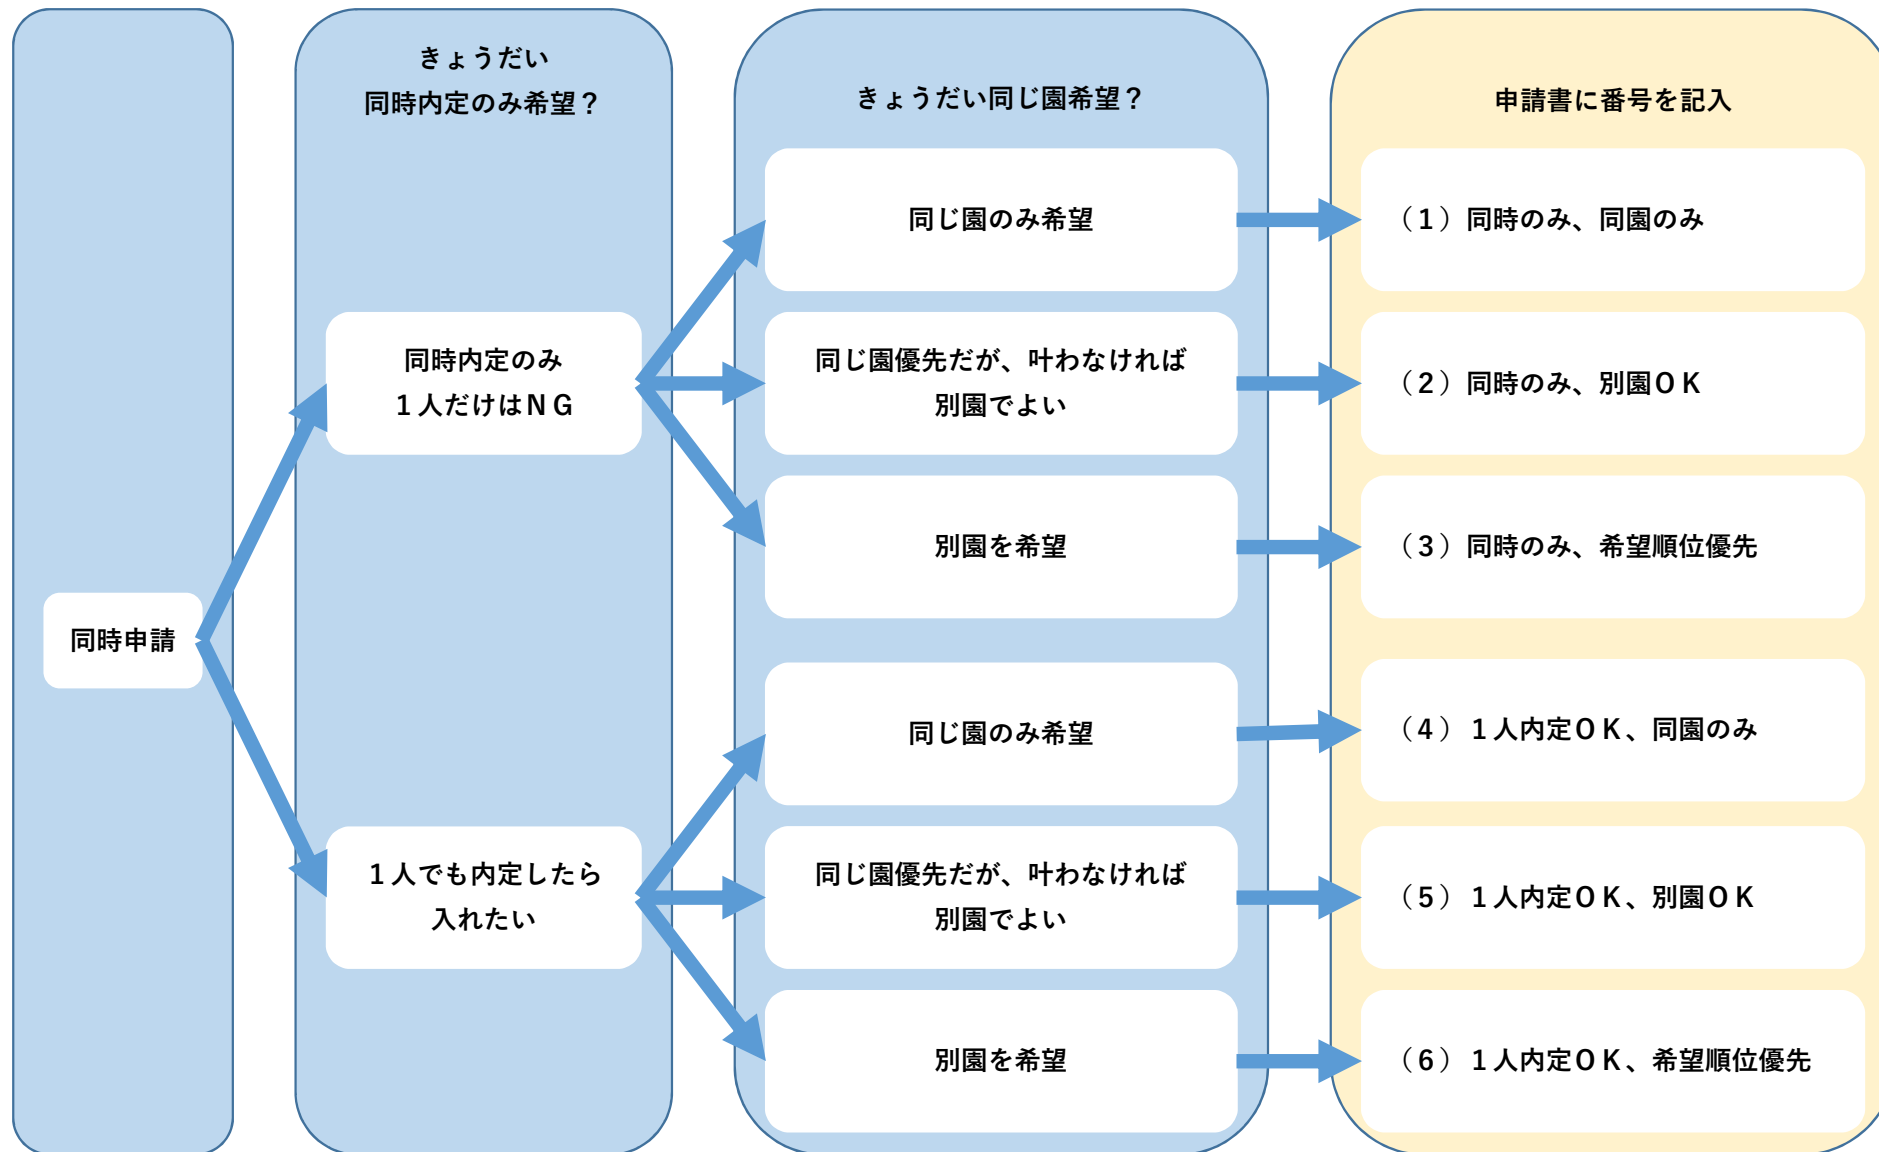 きょうだい
同時内定のみ希望？
きょうだい同じ園希望？
申請書に番号を記入
同時申請
同時内定のみ
１人だけはＮＧ
同じ園のみ希望
（１）同時のみ、同園のみ
同じ園優先だが、叶わなければ
別園でよい
（２）同時のみ、別園ＯＫ
別園を希望
（３）同時のみ、希望順位優先
１人でも内定したら
入れたい
同じ園のみ希望
（４）１人内定ＯＫ、同園のみ
同じ園優先だが、叶わなければ
別園でよい
（５）１人内定ＯＫ、別園ＯＫ
別園を希望
（６）１人内定ＯＫ、希望順位優先